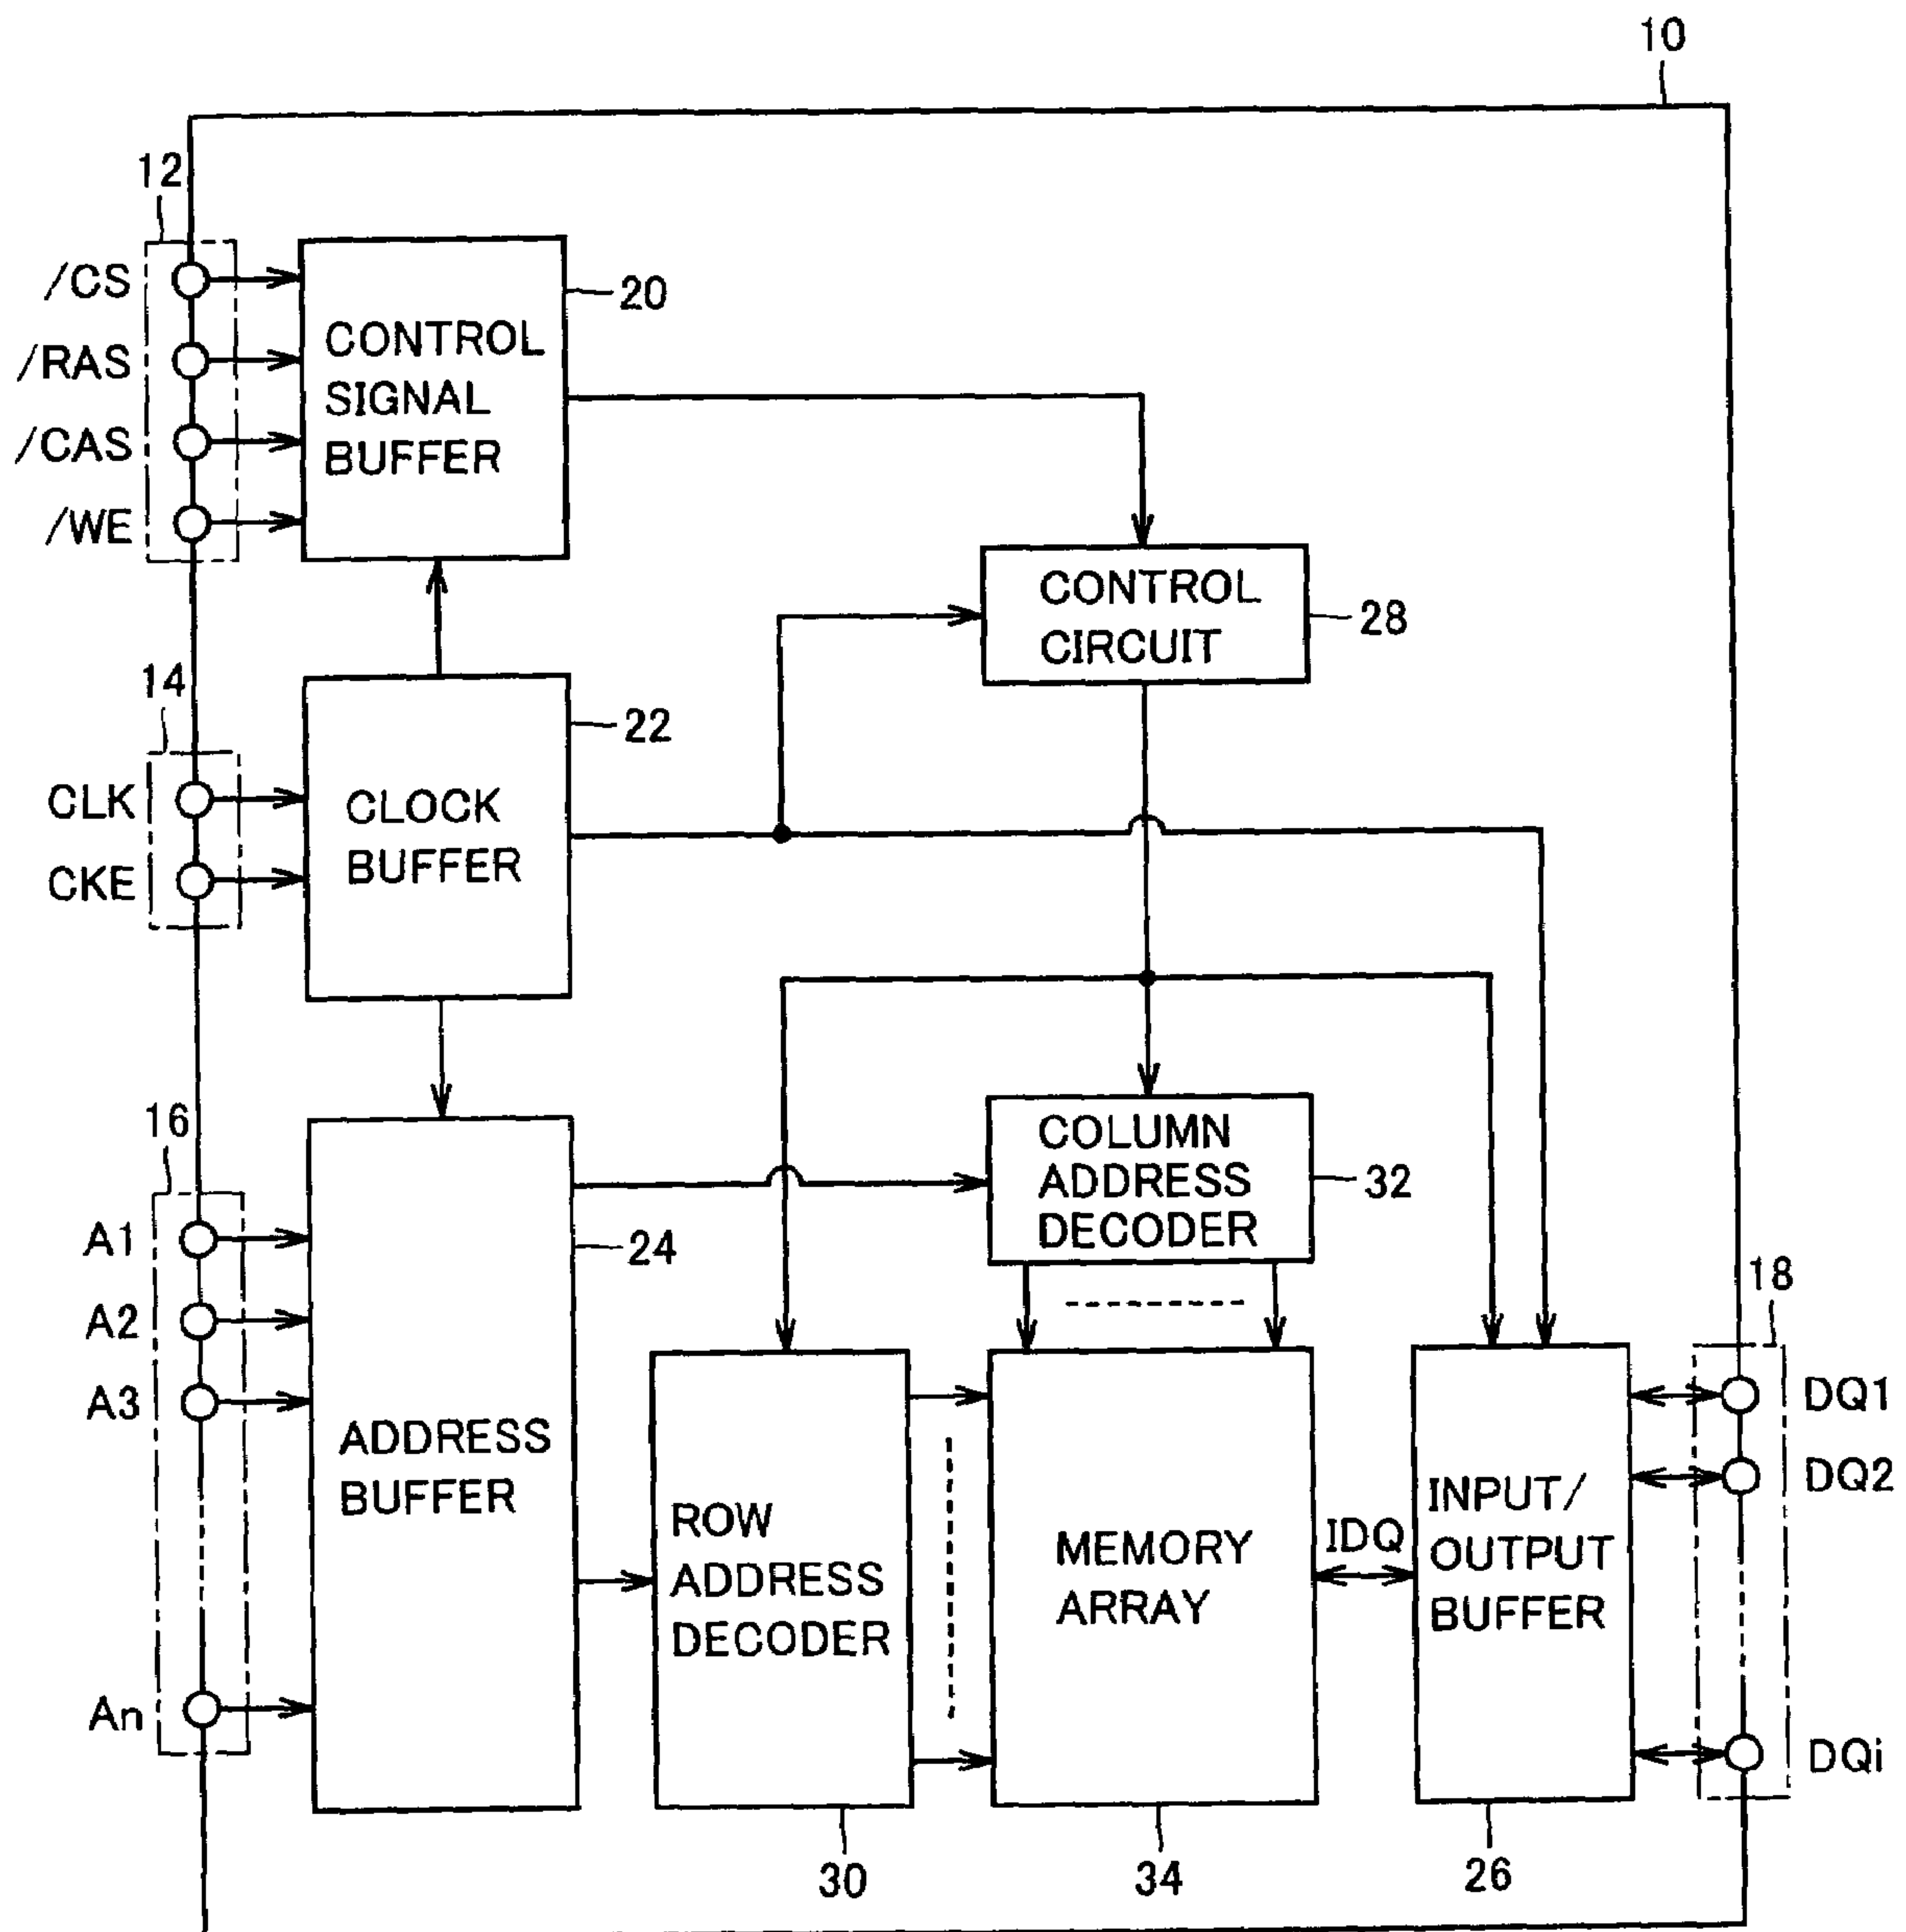 10
12
/CS
/RAS
/CAS
/WE
CONTROL
SIGNAL
BUFFER
20
CONTROL
CIRCUIT
28
14
CLK
CKE
CLOCK
BUFFER
22
16
A1
A2
A3
An
ADDRESS
BUFFER
24
COLUMN
ADDRESS
DECODER
32
ROW
ADDRESS
DECODER
30
MEMORY
ARRAY
34
IDQ
INPUT/
OUTPUT
BUFFER
26
18
DQ1
DQ2
DQi